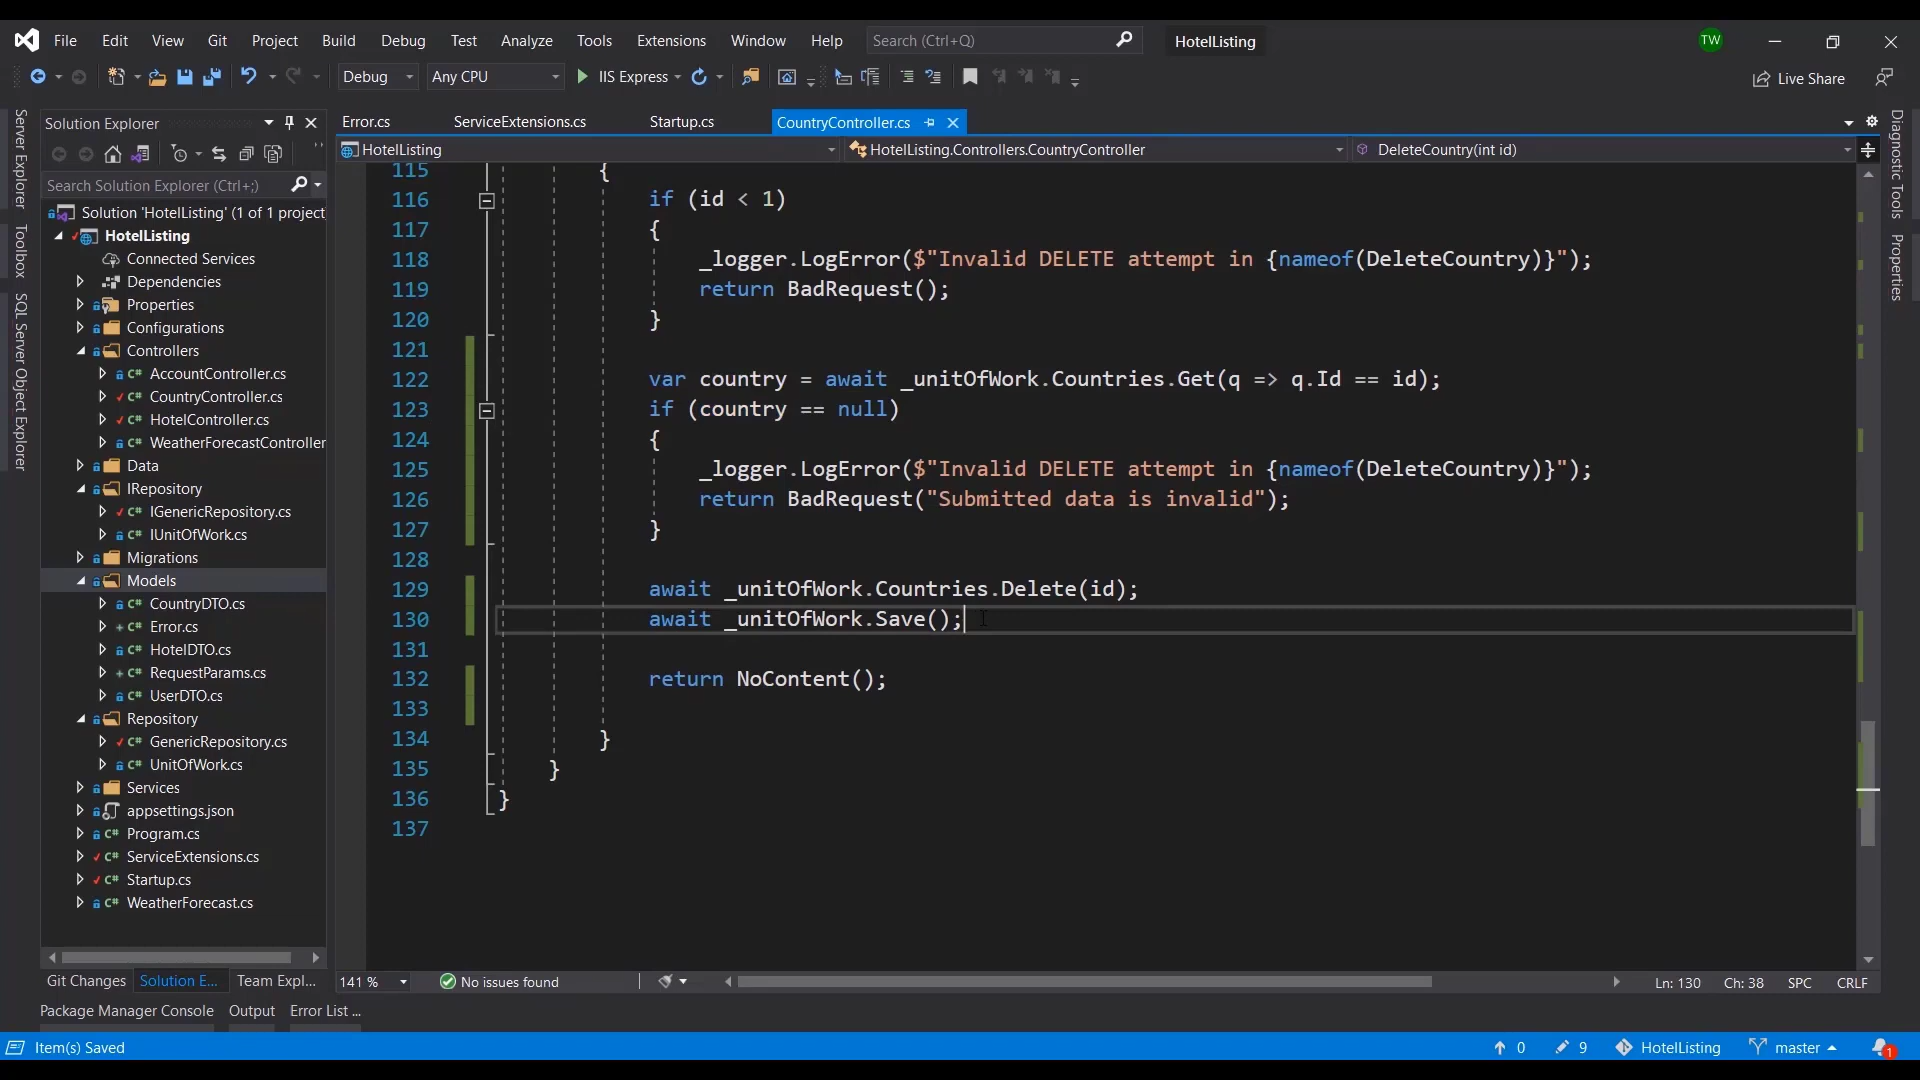 File Edit View Git Project Build Debug Test Analyze Tools Extensions Window Help Search (Ctrl+Q) HotelListing TW
Debug Any CPU IIS Express Live Share
Server Explorer
Toolbox
SQL Server Object Explorer
Solution Explorer
Search Solution Explorer (Ctrl+;)
Solution 'HotelListing' (1 of 1 project
HotelListing
Connected Services
Dependencies
Properties
Configurations
Controllers
C# AccountController.cs
C# CountryController.cs
C# HotelController.cs
C# WeatherForecastController
Data
IRepository
C# IGenericRepository.cs
C# IUnitOfWork.cs
Migrations
Models
C# CountryDTO.cs
C# Error.cs
C# HotelDTO.cs
C# RequestParams.cs
C# UserDTO.cs
Repository
C# GenericRepository.cs
C# UnitOfWork.cs
Services
appsettings.json
C# Program.cs
C# ServiceExtensions.cs
C# Startup.cs
C# WeatherForecast.cs
Git Changes Solution E... Team Expl...
Error.cs ServiceExtensions.cs Startup.cs CountryController.cs
HotelListing HotelListing.Controllers.CountryController DeleteCountry(int id)
115 {
116 if (id < 1)
117 {
118 _logger.LogError($"Invalid DELETE attempt in {nameof(DeleteCountry)}");
119 return BadRequest();
120 }
121
122 var country = await _unitOfWork.Countries.Get(q => q.Id == id);
123 if (country == null)
124 {
125 _logger.LogError($"Invalid DELETE attempt in {nameof(DeleteCountry)}");
126 return BadRequest("Submitted data is invalid");
127 }
128
129 await _unitOfWork.Countries.Delete(id);
130 await _unitOfWork.Save();
131
132 return NoContent();
133
134 }
135 }
136 }
137
Diagnostic Tools
Properties
141 % No issues found Ln: 130 Ch: 38 SPC CRLF
Package Manager Console Output Error List ...
Item(s) Saved 0 9 HotelListing master 1